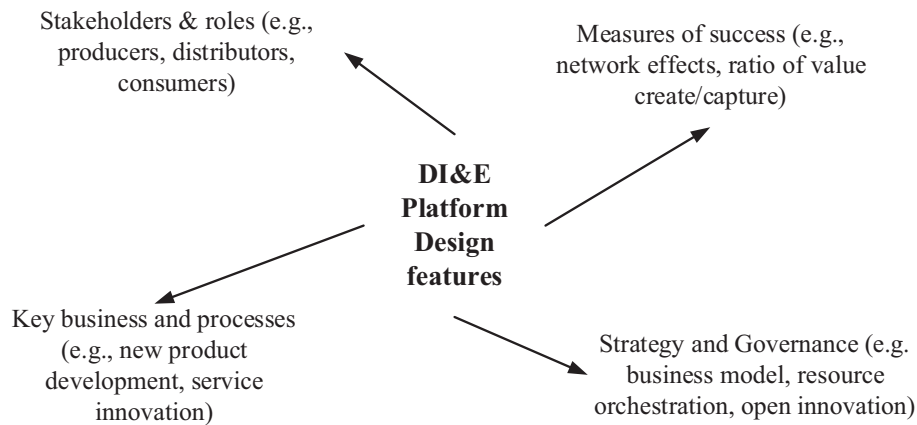 Stakeholders & roles (e.g.,
producers, distributors,
consumers)
Measures of success (e.g.,
network effects, ratio of value
create/capture)
DI&E
Platform
Design
features
Key business and processes
(e.g., new product
development, service
innovation)
Strategy and Governance (e.g.
business model, resource
orchestration, open innovation)